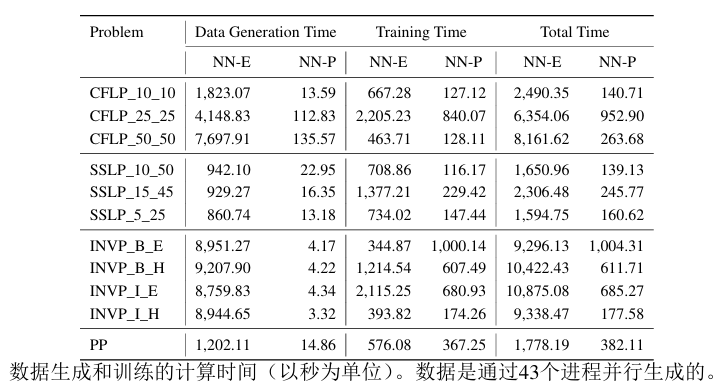 Problem Data Generation Time Training Time Total Time
NN-E NN-P NN-E NN-P NN-E NN-P
CFLP_10_10 1,823.07 13.59 667.28 127.12 2,490.35 140.71
CFLP_25_25 4,148.83 112.83 2,205.23 840.07 6,354.06 952.90
CFLP_50_50 7,697.91 135.57 463.71 128.11 8,161.62 263.68
SSLP_10_50 942.10 22.95 708.86 116.17 1,650.96 139.13
SSLP_15_45 929.27 16.35 1,377.21 229.42 2,306.48 245.77
SSLP_5_25 860.74 13.18 734.02 147.44 1,594.75 160.62
INVP_B_E 8,951.27 4.17 344.87 1,000.14 9,296.13 1,004.31
INVP_B_H 9,207.90 4.22 1,214.54 607.49 10,422.43 611.71
INVP_I_E 8,759.83 4.34 2,115.25 680.93 10,875.08 685.27
INVP_I_H 8,944.65 3.32 393.82 174.26 9,338.47 177.58
PP 1,202.11 14.86 576.08 367.25 1,778.19 382.11
数据生成和训练的计算时间（以秒为单位）。数据是通过43个进程并行生成的。